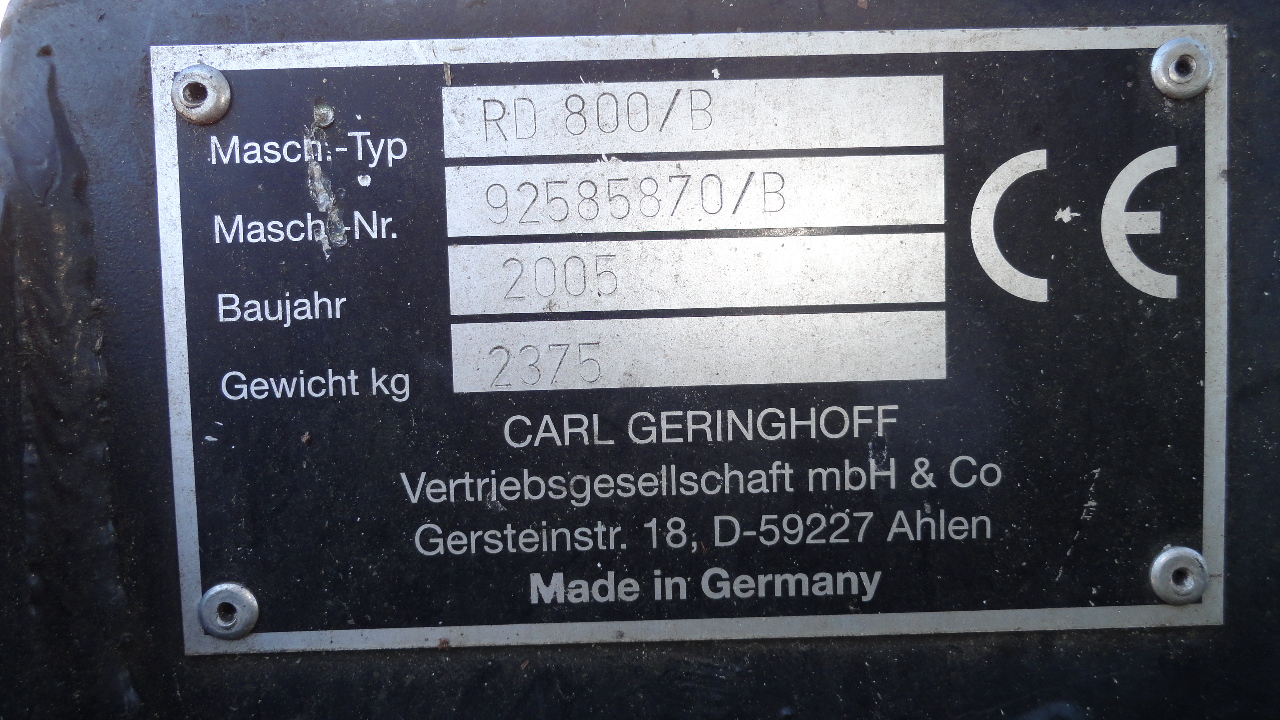 Masch.-Typ RD 800/B
Masch.-Nr. 92585870/B
Baujahr 2005
Gewicht kg 2375
CE
CARL GERINGHOFF
Vertriebsgesellschaft mbH & Co
Gersteinstr. 18, D-59227 Ahlen
Made in Germany